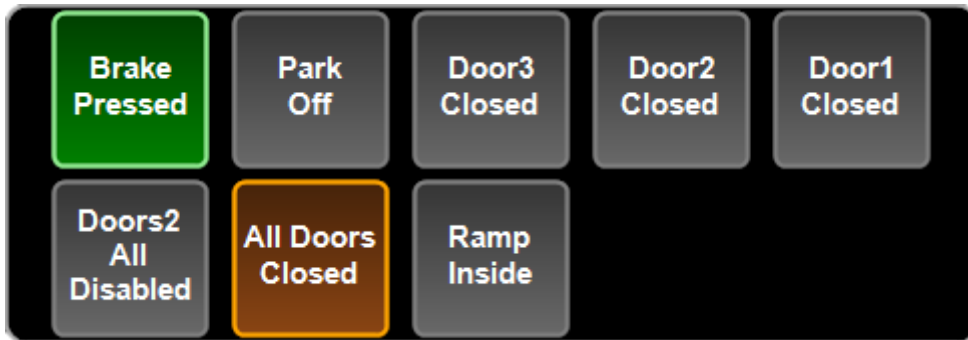 Brake
Pressed
Park
Off
Door3
Closed
Door2
Closed
Door1
Closed
Doors2
All
Disabled
All Doors
Closed
Ramp
Inside